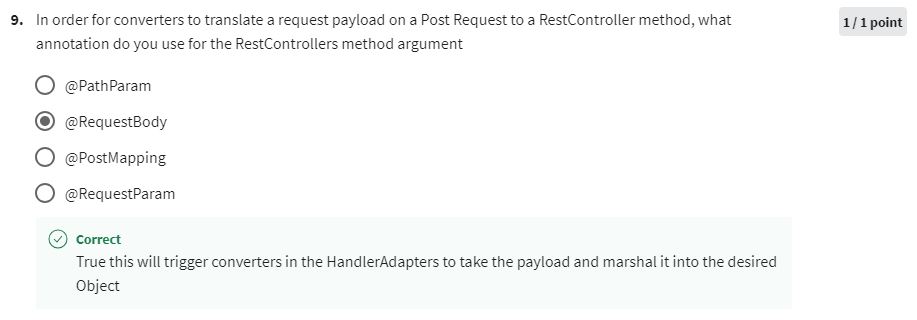 9. In order for converters to translate a request payload on a Post Request to a RestController method, what
1 / 1 point
annotation do you use for the RestControllers method argument
@PathParam
@RequestBody
@PostMapping
@RequestParam
Correct
True this will trigger converters in the HandlerAdapters to take the payload and marshal it into the desired
Object